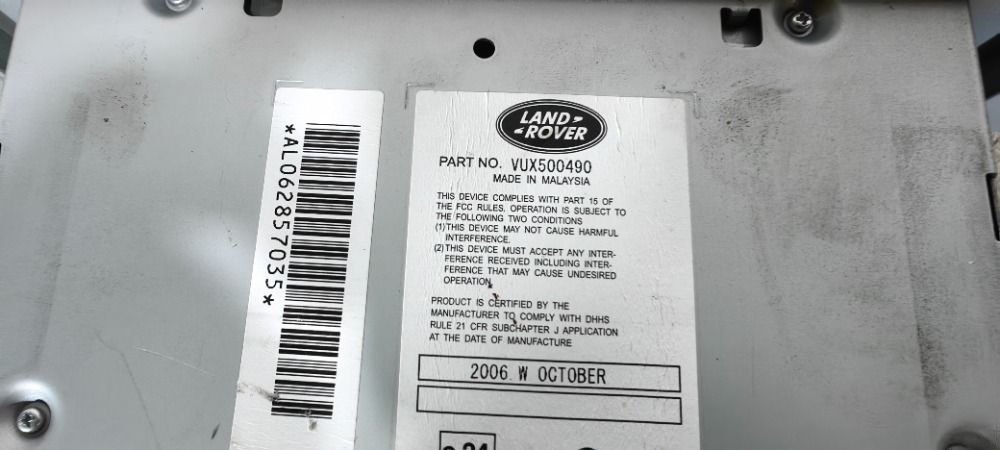 *AL062857035*
LAND-
-ROVER
PART NO. VUX500490
MADE IN MALAYSIA
THIS DEVICE COMPLIES WITH PART 15 OF
THE FCC RULES. OPERATION IS SUBJECT TO
THE FOLLOWING TWO CONDITIONS
(1)THIS DEVICE MAY NOT CAUSE HARMFUL
INTERFERENCE.
(2)THIS DEVICE MUST ACCEPT ANY INTER-
FERENCE RECEIVED INCLUDING INTER-
FERENCE THAT MAY CAUSE UNDESIRED
OPERATION
PRODUCT IS CERTIFIED BY THE
MANUFACTURER TO COMPLY WITH DHHS
RULE 21 CFR SUBCHAPTER J APPLICATION
AT THE DATE OF MANUFACTURE
2006 W OCTOBER